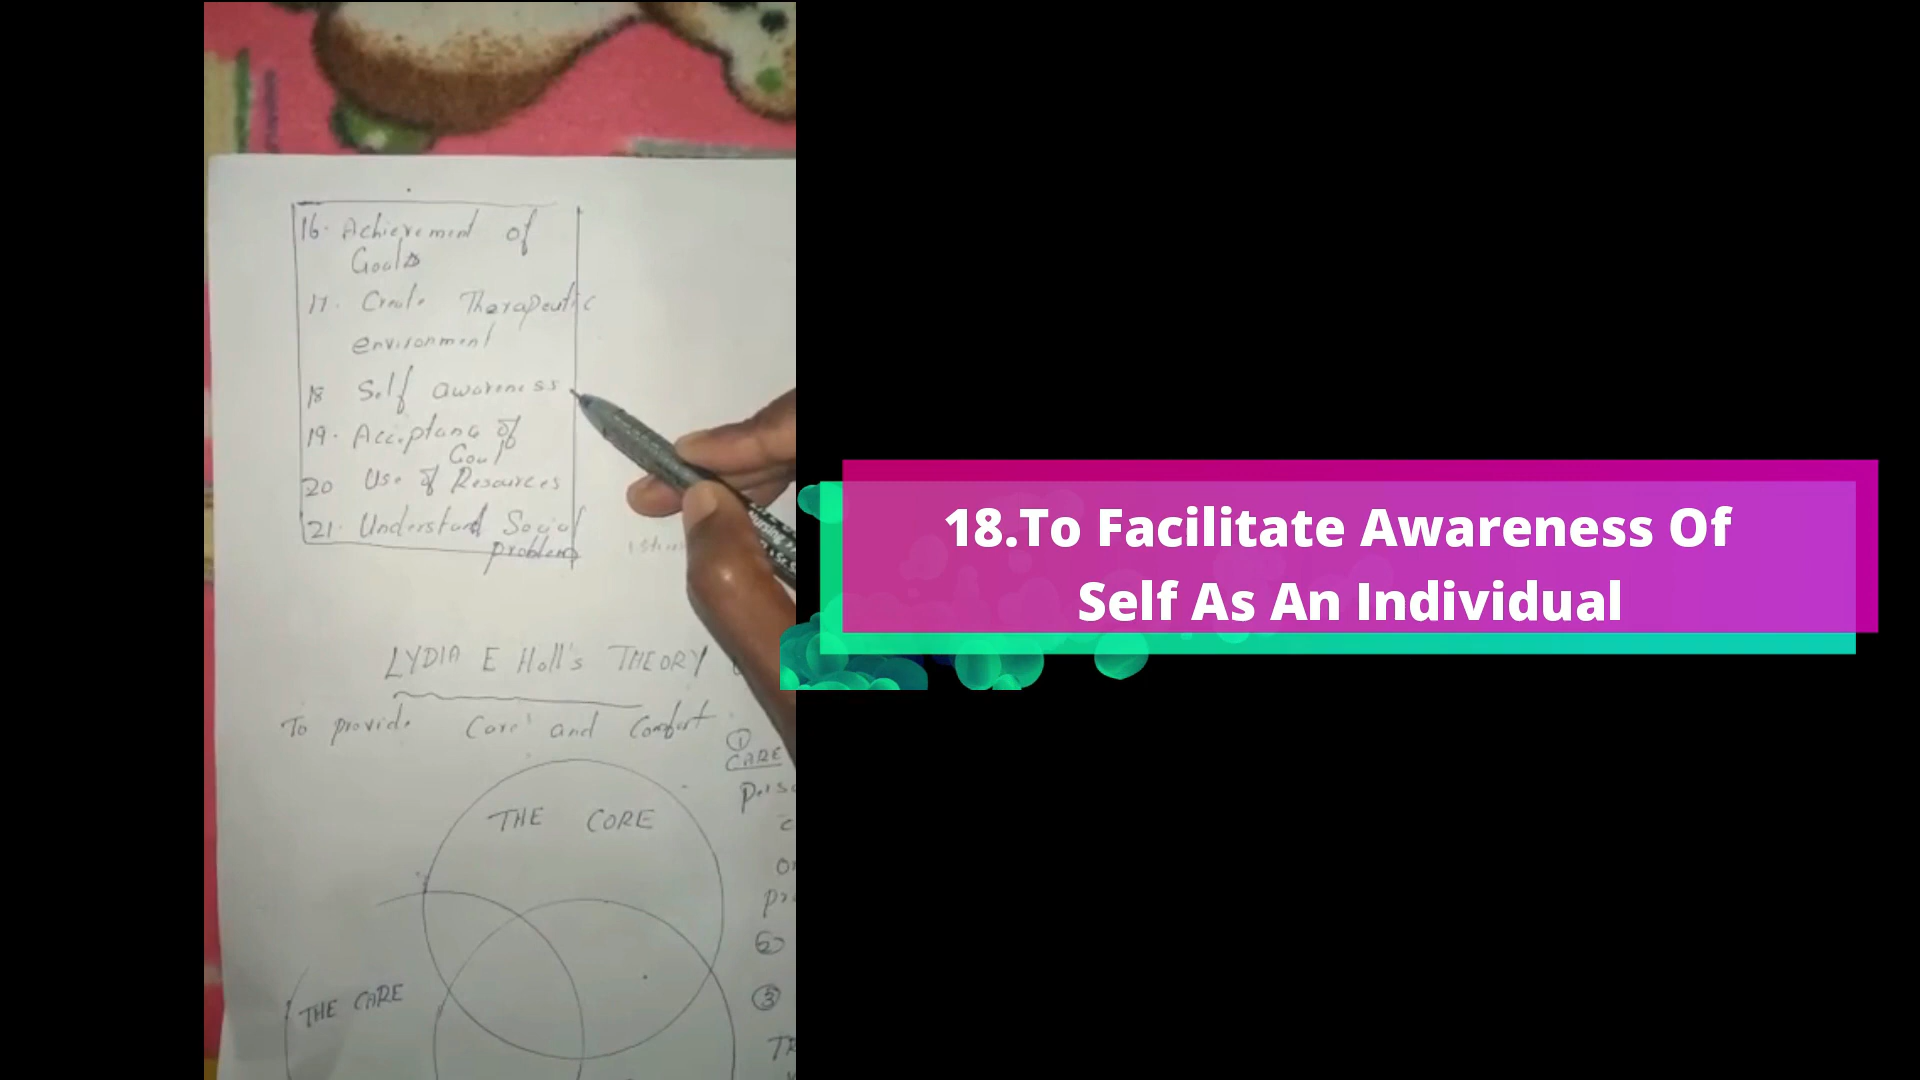 16. Achievement of
Goals
17. Create Therapeutic
environment
18 Self awareness
19. Acceptance of
Goal
20 Use of Resources
21. Understand Social
problem
LYDIA E Hall's THEORY
To provide Care and Comfort
THE CORE
THE CARE
①
CARE
③
18.To Facilitate Awareness Of
Self As An Individual